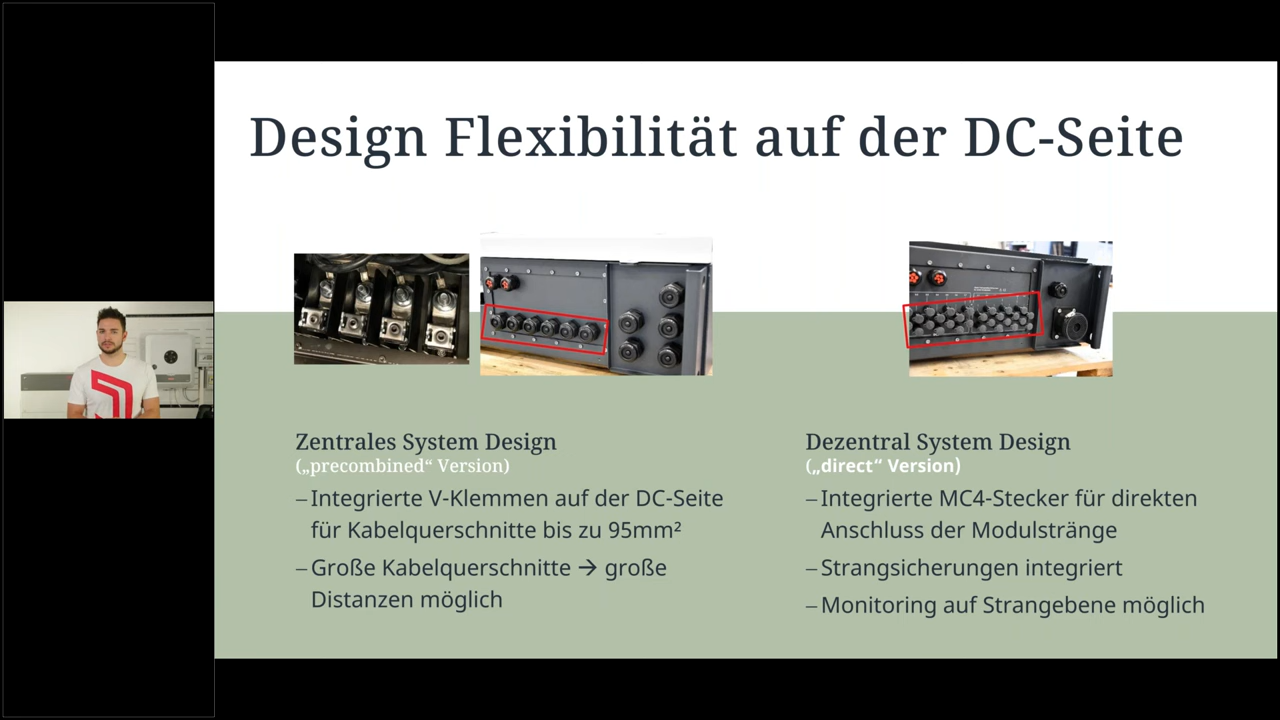 Design Flexibilität auf der DC-Seite
Zentrales System Design
(„precombined“ Version)
– Integrierte V-Klemmen auf der DC-Seite
für Kabelquerschnitte bis zu 95mm²
– Große Kabelquerschnitte → große
Distanzen möglich
Dezentral System Design
(„direct“ Version)
– Integrierte MC4-Stecker für direkten
Anschluss der Modulstränge
– Strangsicherungen integriert
– Monitoring auf Strangebene möglich